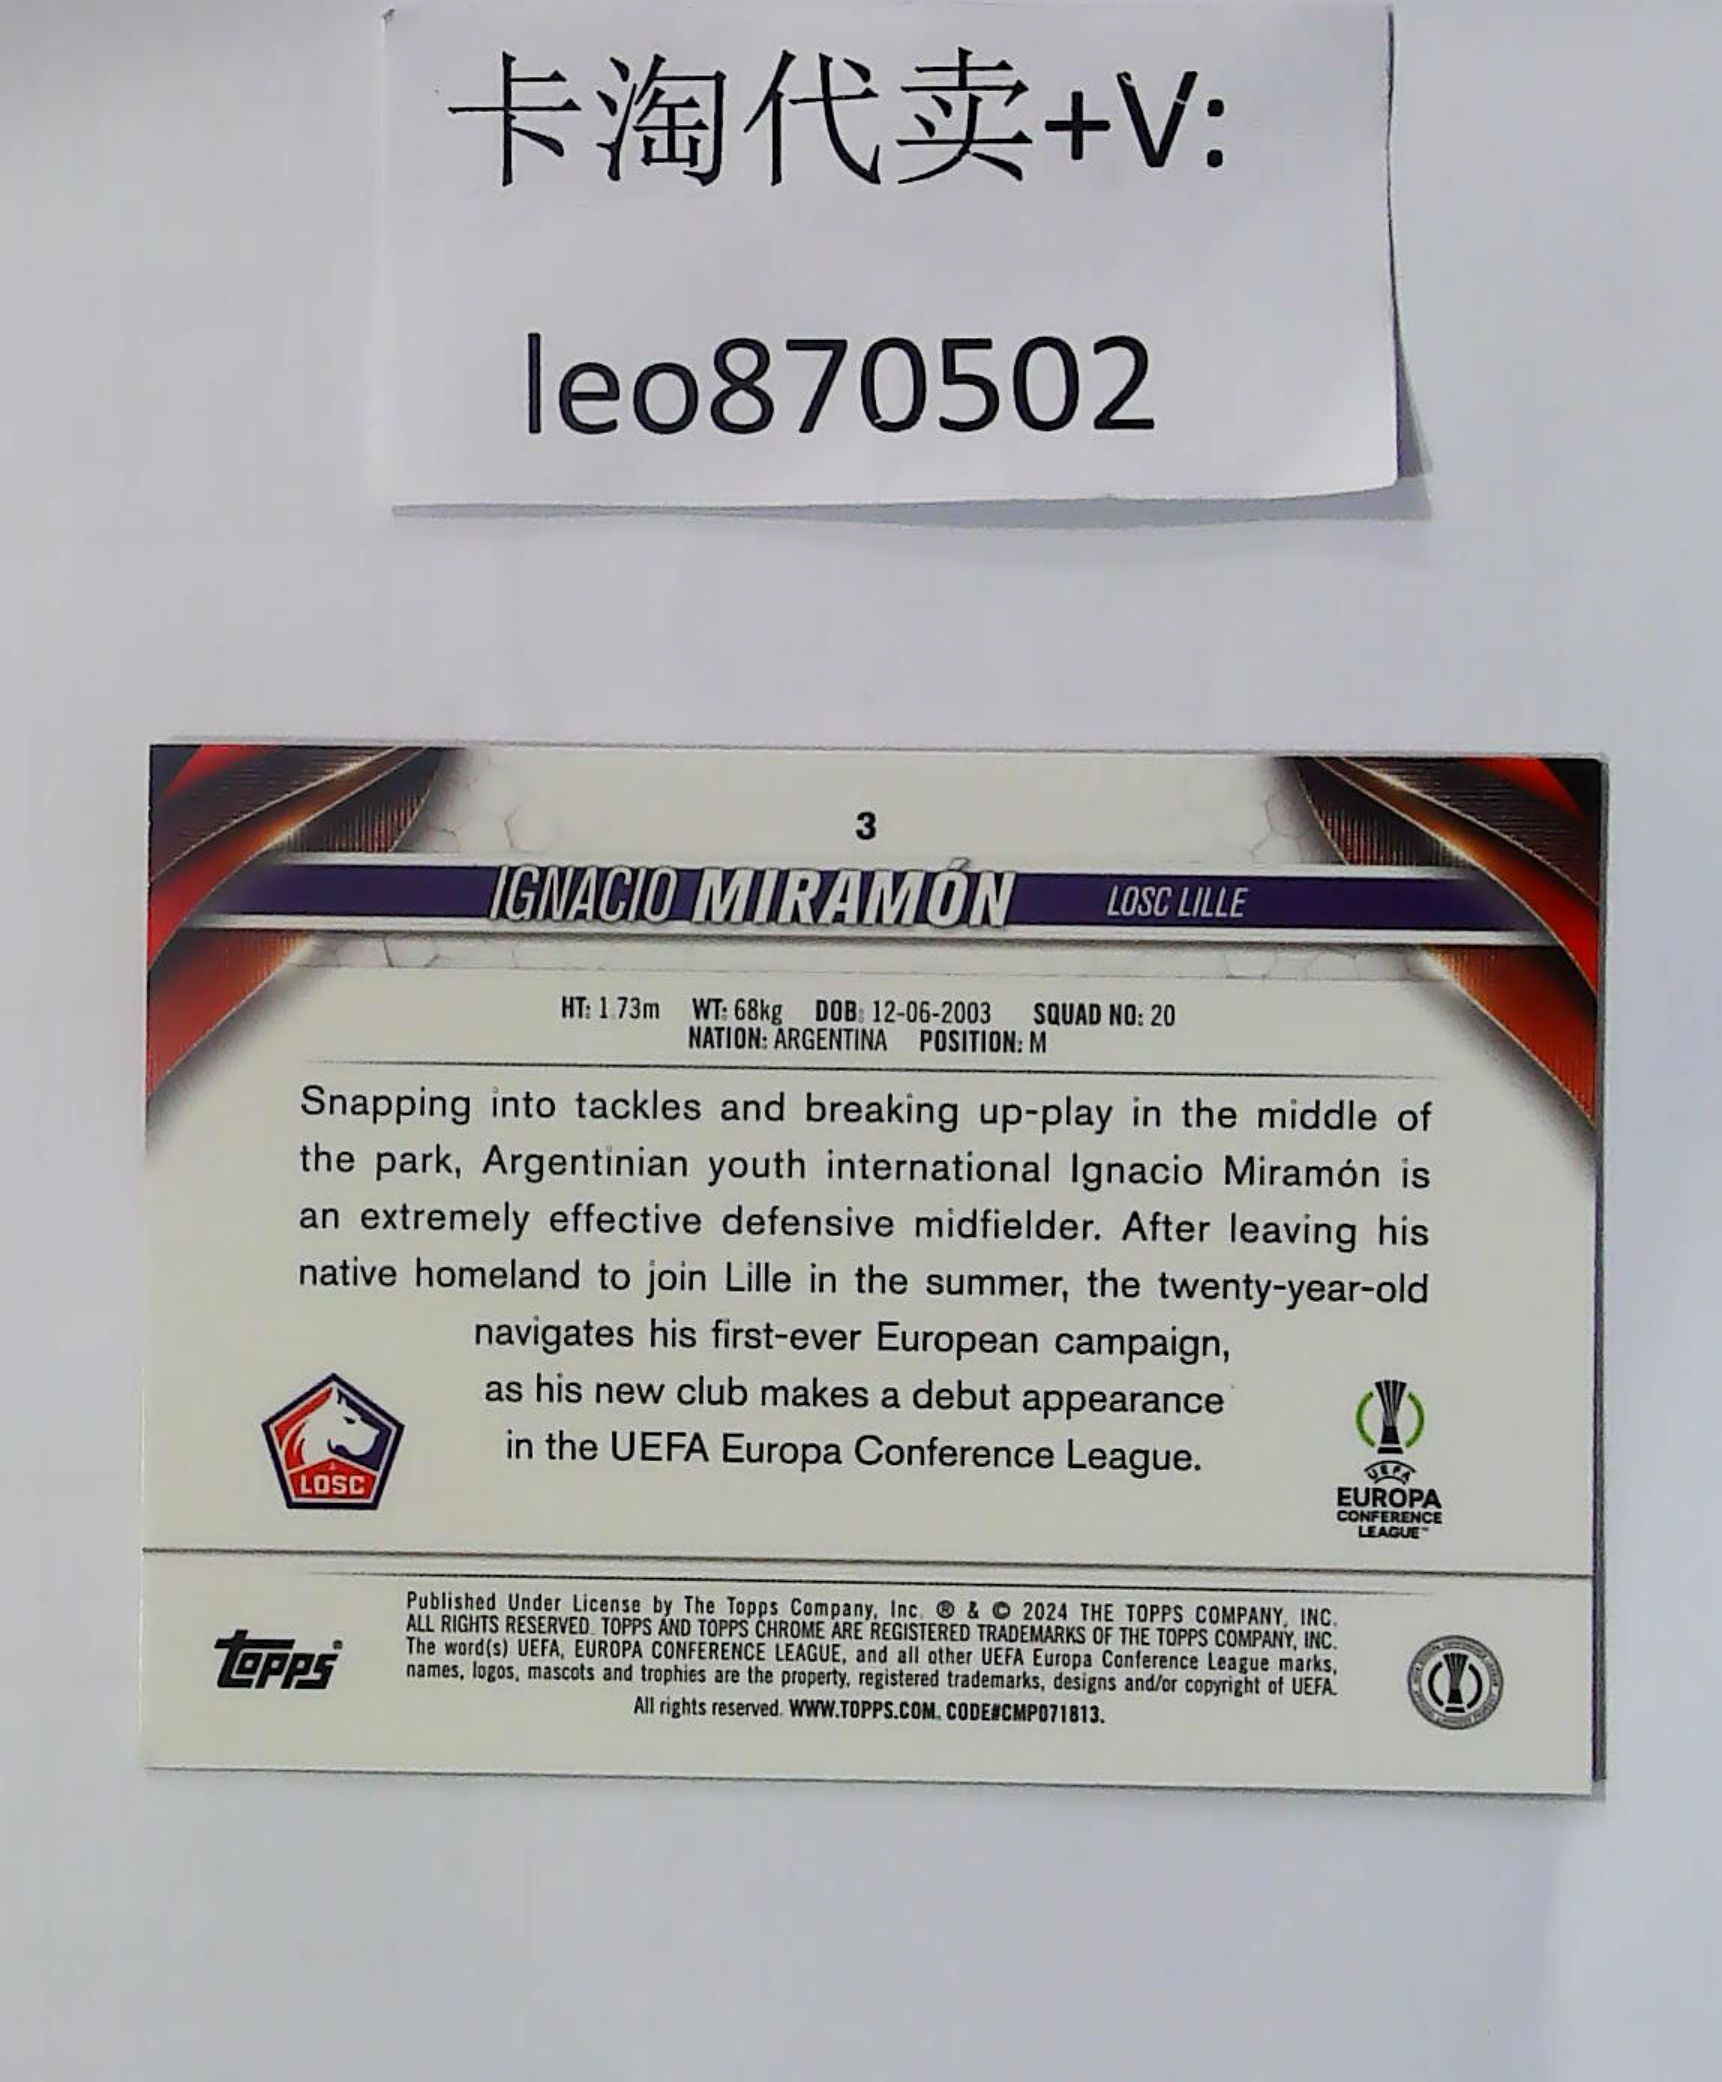 卡淘代卖+V:
leo870502
3
IGNACIO MIRAMÓN LOSC LILLE
HT: 1.73m WT: 68kg DOB: 12-06-2003 SQUAD NO: 20
NATION: ARGENTINA POSITION: M
Snapping into tackles and breaking up-play in the middle of
the park, Argentinian youth international Ignacio Miramón is
an extremely effective defensive midfielder. After leaving his
native homeland to join Lille in the summer, the twenty-year-old
navigates his first-ever European campaign,
as his new club makes a debut appearance
in the UEFA Europa Conference League.
LOSC
UEFA
EUROPA
CONFERENCE
LEAGUE™
topps®
Published Under License by The Topps Company, Inc. ® & © 2024 THE TOPPS COMPANY, INC.
ALL RIGHTS RESERVED. TOPPS AND TOPPS CHROME ARE REGISTERED TRADEMARKS OF THE TOPPS COMPANY, INC.
The word(s) UEFA, EUROPA CONFERENCE LEAGUE, and all other UEFA Europa Conference League marks,
names, logos, mascots and trophies are the property, registered trademarks, designs and/or copyright of UEFA.
All rights reserved. WWW.TOPPS.COM. CODE#CMP071813.